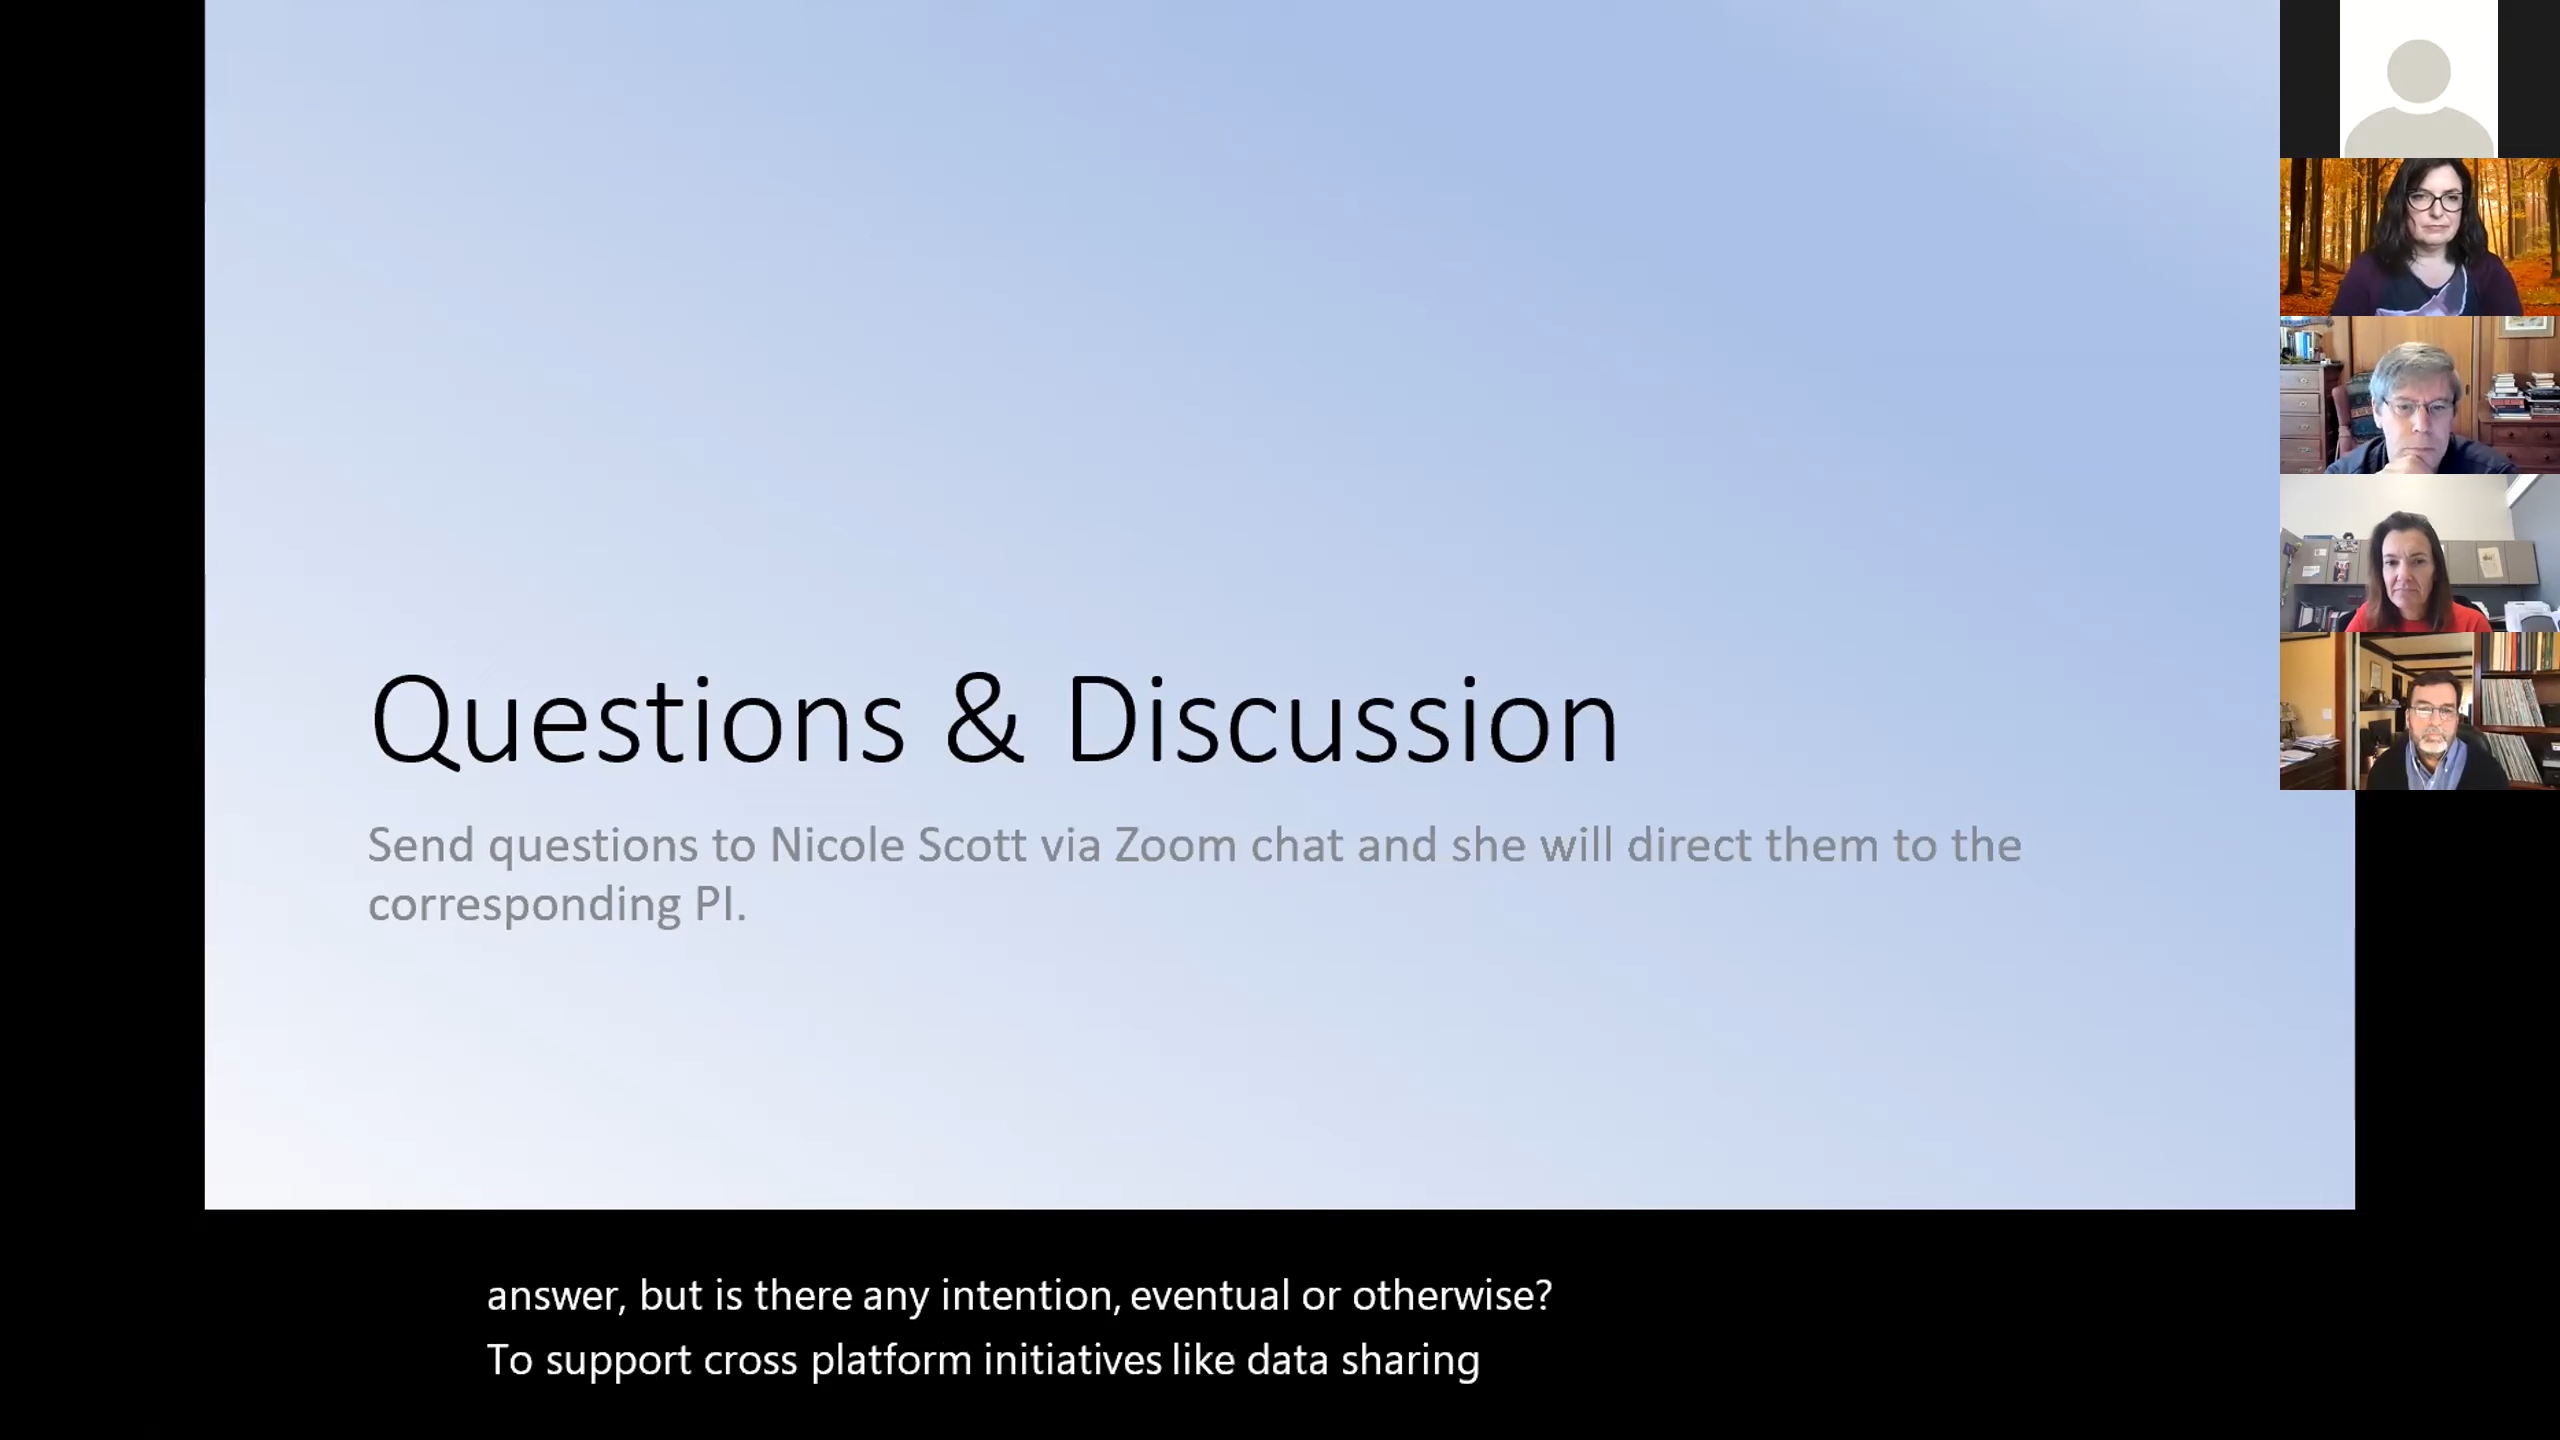 Questions & Discussion
Send questions to Nicole Scott via Zoom chat and she will direct them to the
corresponding PI.
answer, but is there any intention, eventual or otherwise?
To support cross platform initiatives like data sharing